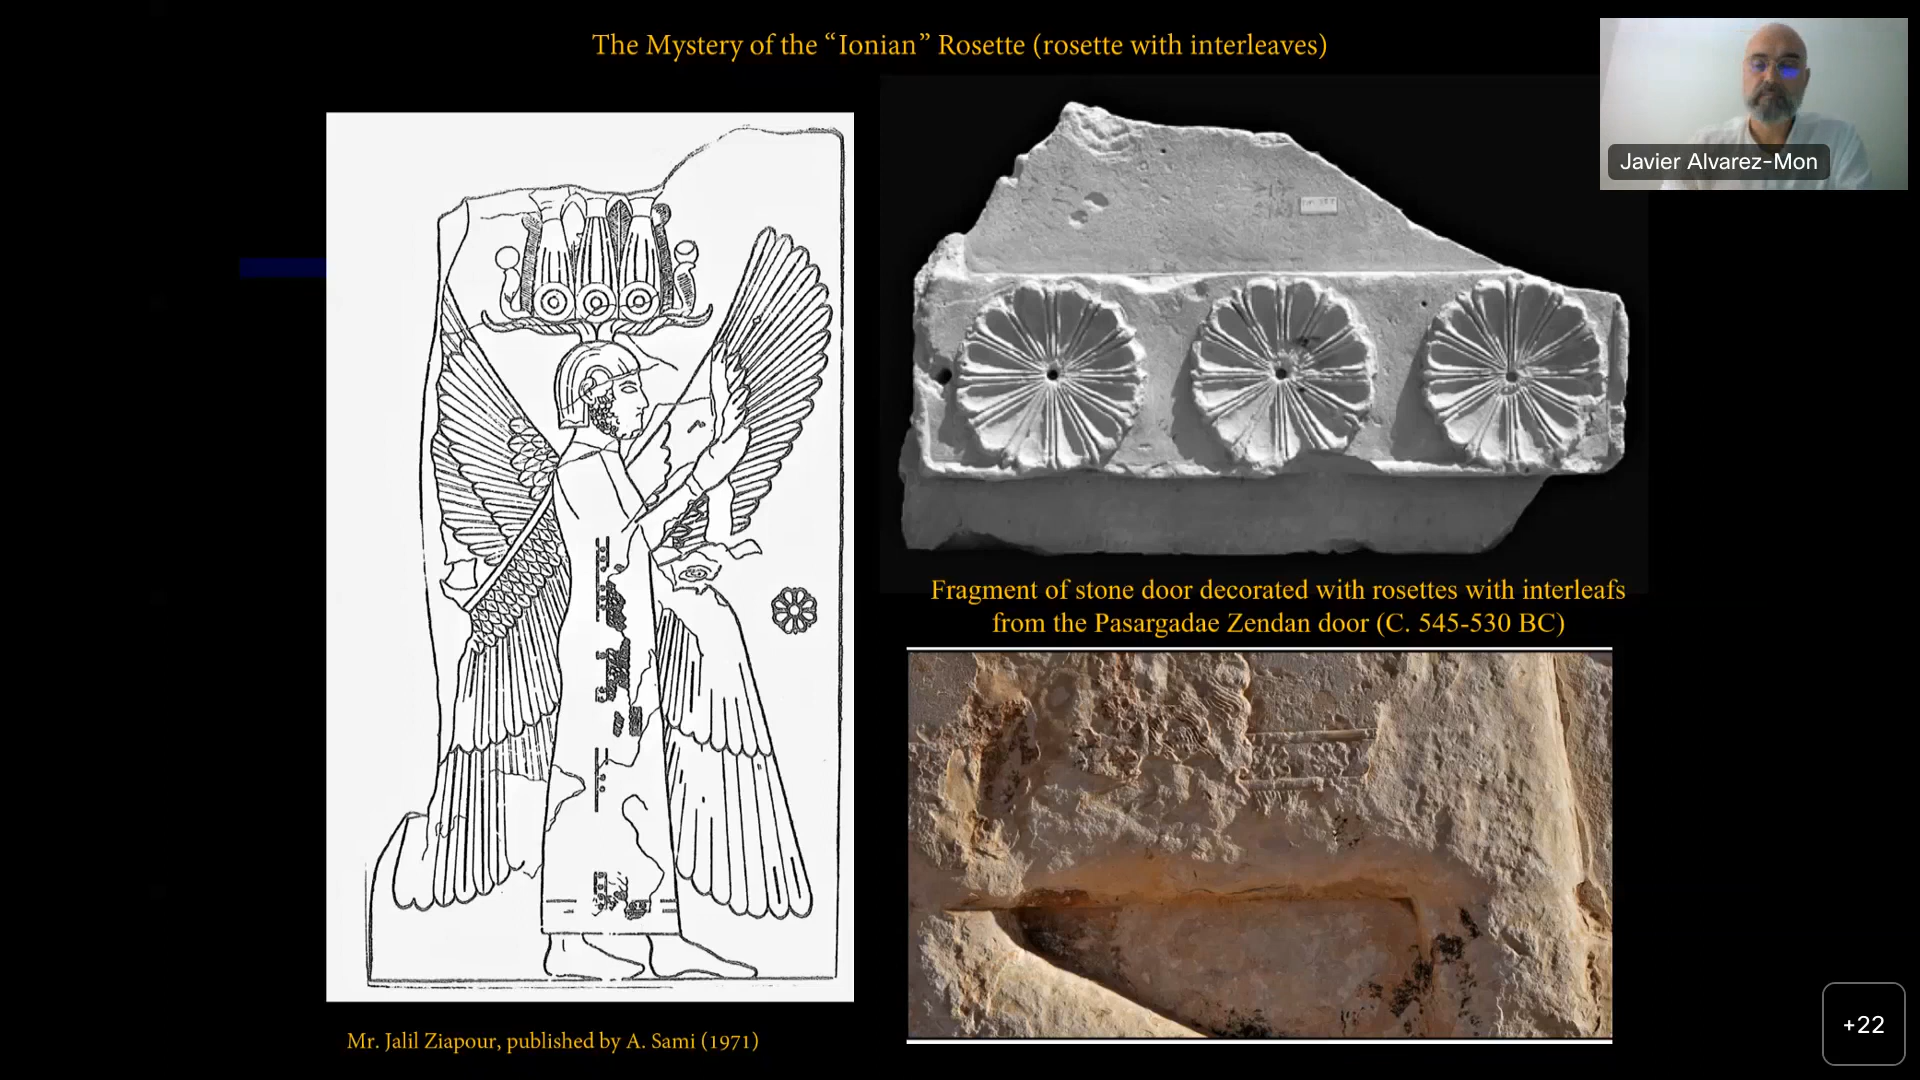 The Mystery of the “Ionian” Rosette (rosette with interleaves)
Javier Alvarez-Mon
Fragment of stone door decorated with rosettes with interleafs
from the Pasargadae Zendan door (C. 545-530 BC)
Mr. Jalil Ziapour, published by A. Sami (1971)
+22